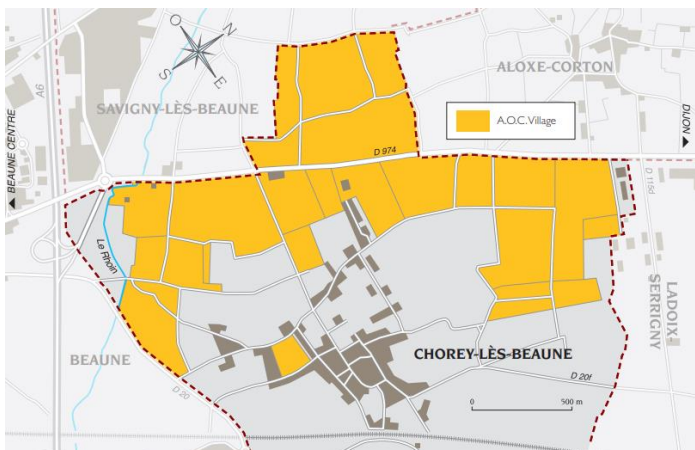 O
N
S
E
A6
SAVIGNY-LÈS-BEAUNE
ALOXE-CORTON
A.O.C. Village
BEAUNE CENTRE
DIJON
D 974
D 115d
Le Rhoin
LADOIX-
SERRIGNY
BEAUNE
D 20
CHOREY-LÈS-BEAUNE
D 20f
0
500 m